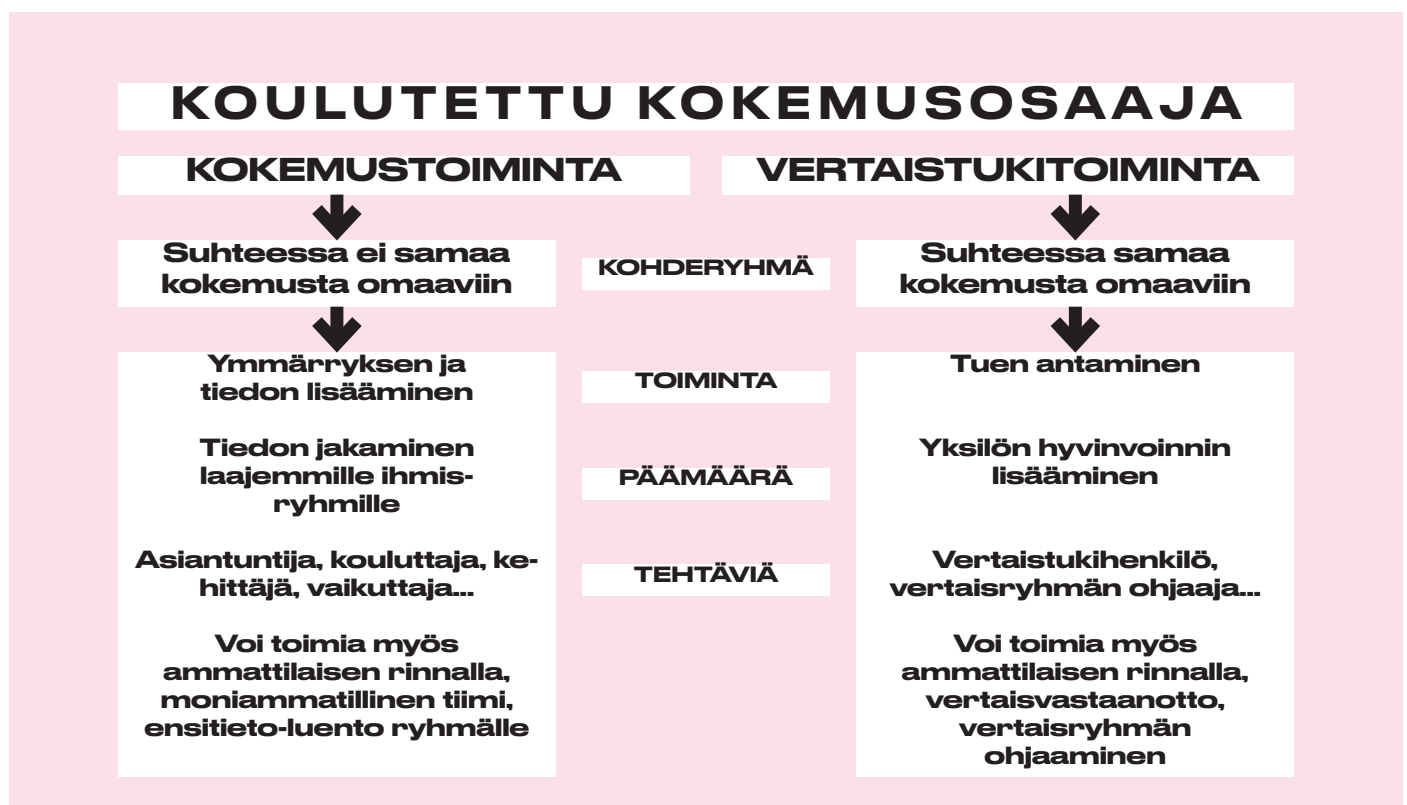 KOULUTETTU KOKEMUSOSAAJA
KOKEMUSTOIMINTA
VERTAISTUKITOIMINTA
Suhteessa ei samaa
kokemusta omaaviin
KOHDERYHMÄ
Suhteessa samaa
kokemusta omaaviin
Ymmärryksen ja
tiedon lisääminen
TOIMINTA
Tuen antaminen
Tiedon jakaminen
laajemmille ihmis-
ryhmille
PÄÄMÄÄRÄ
Yksilön hyvinvoinnin
lisääminen
Asiantuntija, kouluttaja, ke-
hittäjä, vaikuttaja...
TEHTÄVIÄ
Vertaistukihenkilö,
vertaisryhmän ohjaaja...
Voi toimia myös
ammattilaisen rinnalla,
moniammatillinen tiimi,
ensitieto-luento ryhmälle
Voi toimia myös
ammattilaisen rinnalla,
vertaisvastaanotto,
vertaisryhmän
ohjaaminen